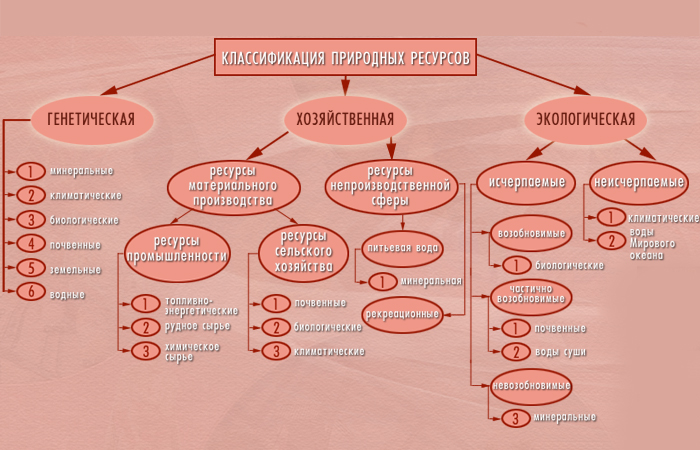 КЛАССИФИКАЦИЯ ПРИРОДНЫХ РЕСУРСОВ
ГЕНЕТИЧЕСКАЯ
1 минеральные
2 климатические
3 биологические
4 почвенные
5 земельные
6 водные
ХОЗЯЙСТВЕННАЯ
ресурсы
материального
производства
ресурсы
промышленности
1 топливно-
энергетические
2 рудное сырье
3 химическое
сырье
ресурсы
сельского
хозяйства
1 почвенные
2 биологические
3 климатические
ресурсы
непроизводственной
сферы
питьевая вода
1 минеральная
рекреационные
ЭКОЛОГИЧЕСКАЯ
исчерпаемые
возобновимые
1 биологические
частично
возобновимые
1 почвенные
2 воды суши
невозобновимые
3 минеральные
неисчерпаемые
1 климатические
2 воды
Мирового
океана